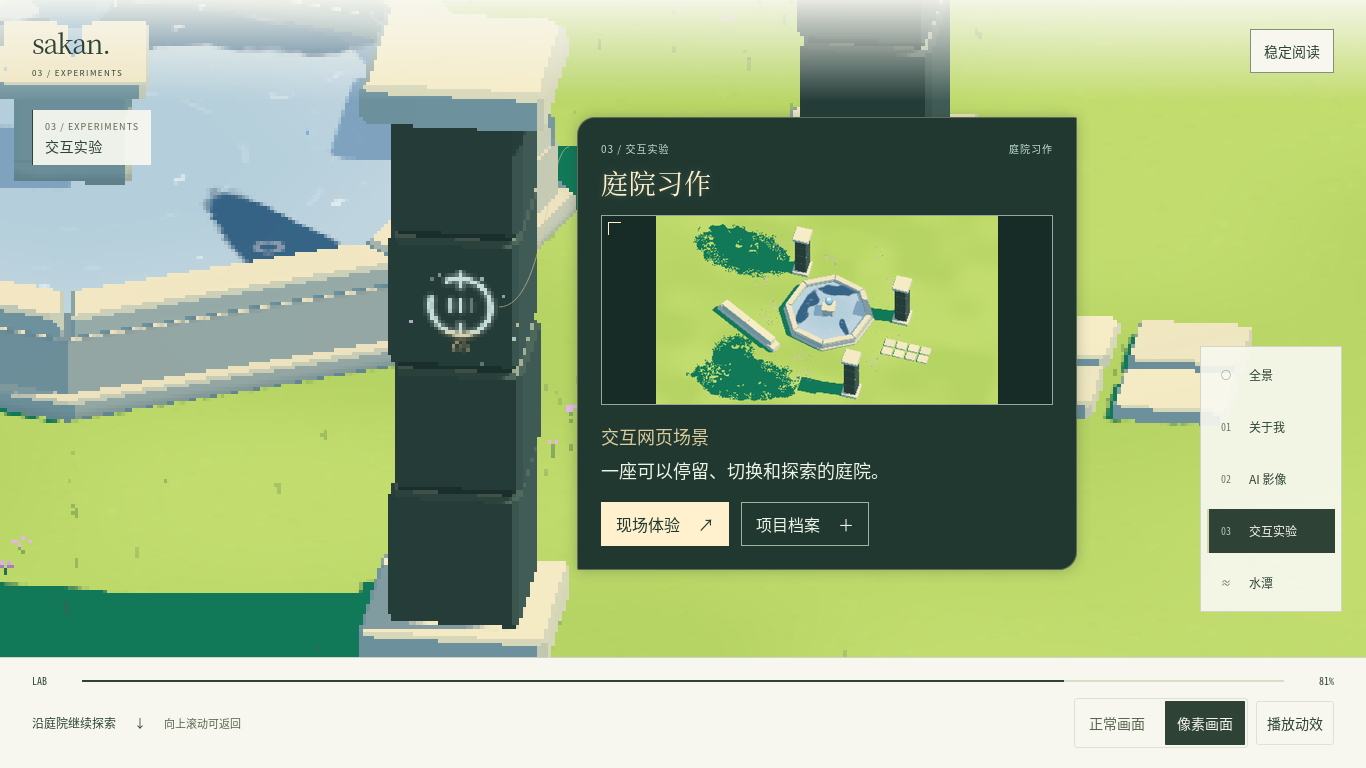 sakan.
03 / EXPERIMENTS
稳定阅读
03 / EXPERIMENTS
交互实验
03 / 交互实验
庭院习作
庭院习作
交互网页场景
一座可以停留、切换和探索的庭院。
现场体验 ↗
项目档案 +
全景
01 关于我
02 AI 影像
03 交互实验
≈ 水潭
LAB
81%
沿庭院继续探索 ↓ 向上滚动可返回
正常画面
像素画面
播放动效